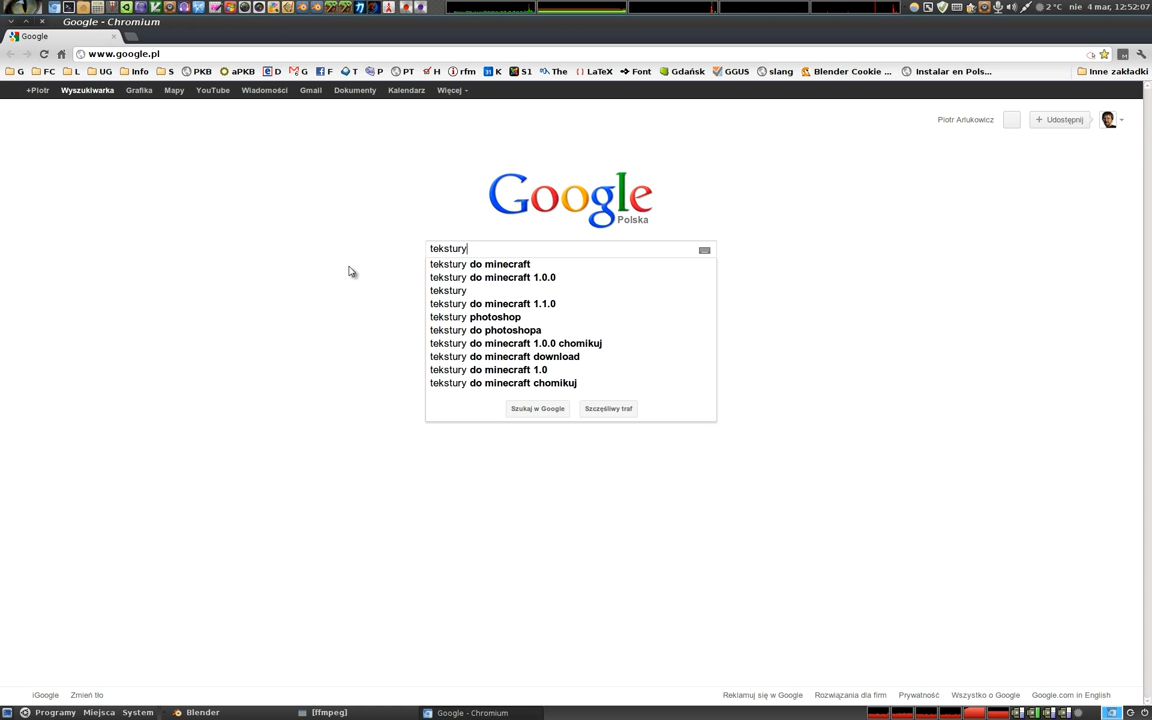 2 °C nie 4 mar, 12:52:07
Google - Chromium
Google
www.google.pl
G FC L UG Info S PKB aPKB D G F T P PT H rfm K S1 The LaTeX Font Gdańsk GGUS slang Blender Cookie ... Instalar en Pols... Inne zakładki
+Piotr Wyszukiwarka Grafika Mapy YouTube Wiadomości Gmail Dokumenty Kalendarz Więcej
Piotr Arlukowicz + Udostępnij
Google
Polska
tekstury
tekstury do minecraft
tekstury do minecraft 1.0.0
tekstury
tekstury do minecraft 1.1.0
tekstury photoshop
tekstury do photoshopa
tekstury do minecraft 1.0.0 chomikuj
tekstury do minecraft download
tekstury do minecraft 1.0
tekstury do minecraft chomikuj
Szukaj w Google Szczęśliwy traf
iGoogle Zmień tło Reklamuj się w Google Rozwiązania dla firm Prywatność Wszystko o Google Google.com in English
Programy Miejsca System Blender [ffmpeg] Google - Chromium